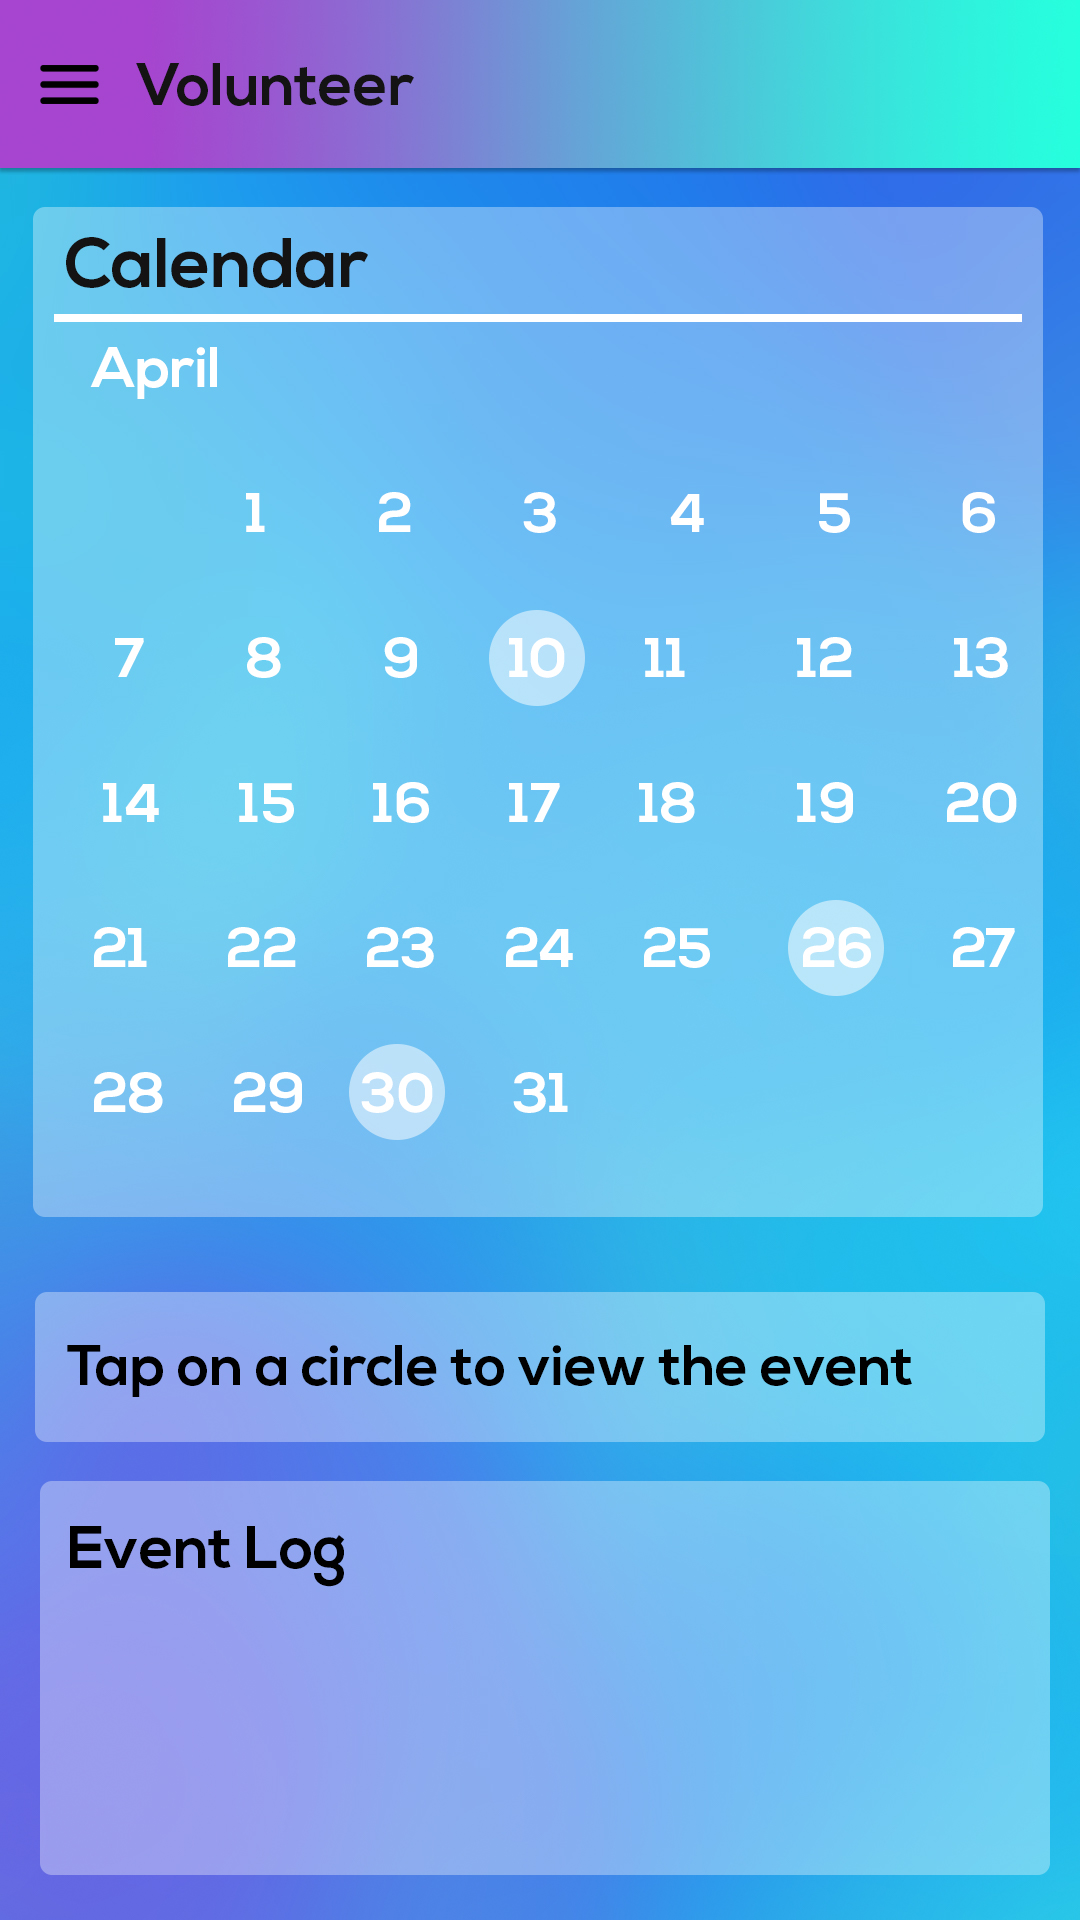 Volunteer
Calendar
April
1 2 3 4 5 6
7 8 9 10 11 12 13
14 15 16 17 18 19 20
21 22 23 24 25 26 27
28 29 30 31
Tap on a circle to view the event
Event Log